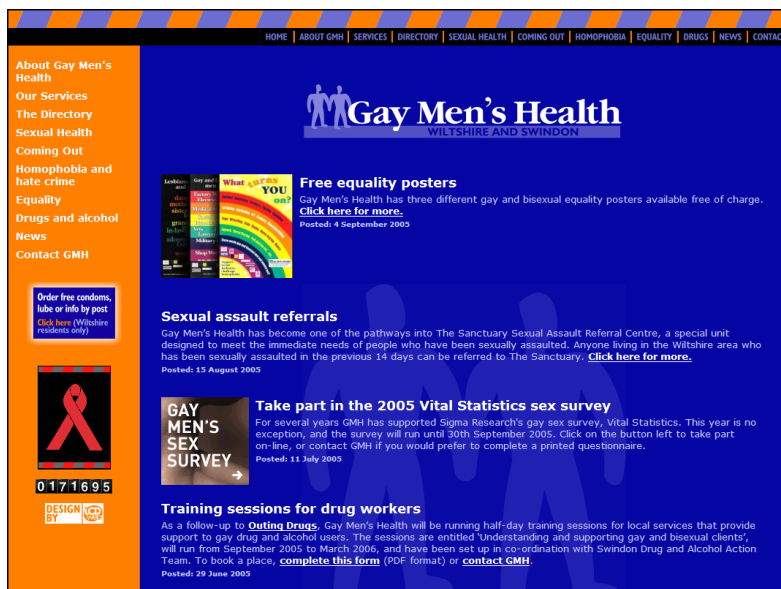 HOME | ABOUT GMH | SERVICES | DIRECTORY | SEXUAL HEALTH | COMING OUT | HOMOPHOBIA | EQUALITY | DRUGS | NEWS | CONTAC
About Gay Men's
Health
Our Services
The Directory
Sexual Health
Coming Out
Homophobia and
hate crime
Equality
Drugs and alcohol
News
Contact GMH
Order free condoms,
lube or info by post
Click here (Wiltshire
residents only)
0171695
DESIGN
BY
Gay Men's Health
WILTSHIRE AND SWINDON
What turns
YOU
on?
Free equality posters
Gay Men's Health has three different gay and bisexual equality posters available free of charge.
Click here for more.
Posted: 4 September 2005
Sexual assault referrals
Gay Men's Health has become one of the pathways into The Sanctuary Sexual Assault Referral Centre, a special unit
designed to meet the immediate needs of people who have been sexually assaulted. Anyone living in the Wiltshire area who
has been sexually assaulted in the previous 14 days can be referred to The Sanctuary. Click here for more.
Posted: 15 August 2005
GAY
MEN'S
SEX
SURVEY
Take part in the 2005 Vital Statistics sex survey
For several years GMH has supported Sigma Research's gay sex survey, Vital Statistics. This year is no
exception, and the survey will run until 30th September 2005. Click on the button left to take part
on-line, or contact GMH if you would prefer to complete a printed questionnaire.
Posted: 11 July 2005
Training sessions for drug workers
As a follow-up to Outing Drugs, Gay Men's Health will be running half-day training sessions for local services that provide
support to gay drug and alcohol users. The sessions are entitled 'Understanding and supporting gay and bisexual clients',
will run from September 2005 to March 2006, and have been set up in co-ordination with Swindon Drug and Alcohol Action
Team. To book a place, complete this form (PDF format) or contact GMH.
Posted: 29 June 2005